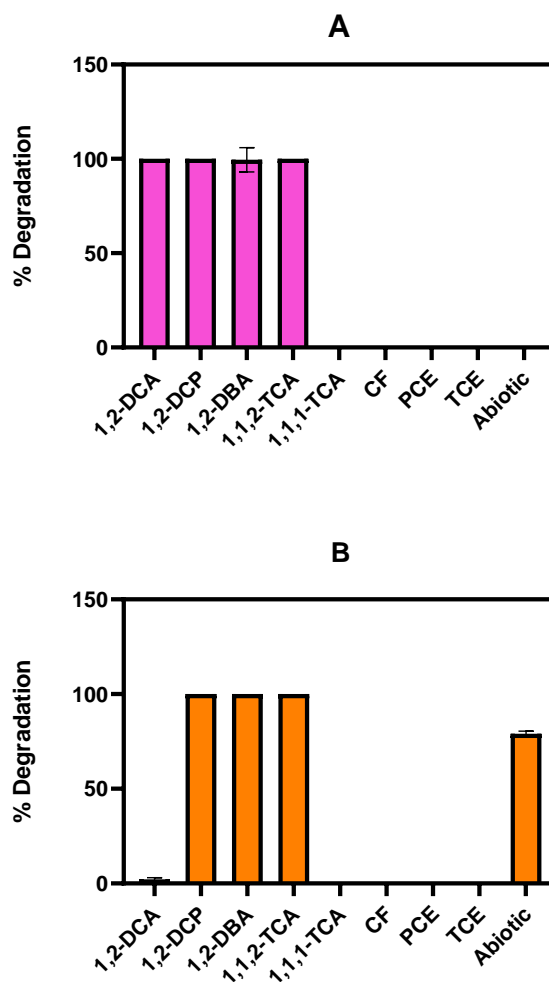 A
% Degradation
150
100
50
0
1,2-DCA
1,2-DCP
1,2-DBA
1,1,2-TCA
1,1,1-TCA
CF
PCE
TCE
Abiotic
B
% Degradation
150
100
50
0
1,2-DCA
1,2-DCP
1,2-DBA
1,1,2-TCA
1,1,1-TCA
CF
PCE
TCE
Abiotic